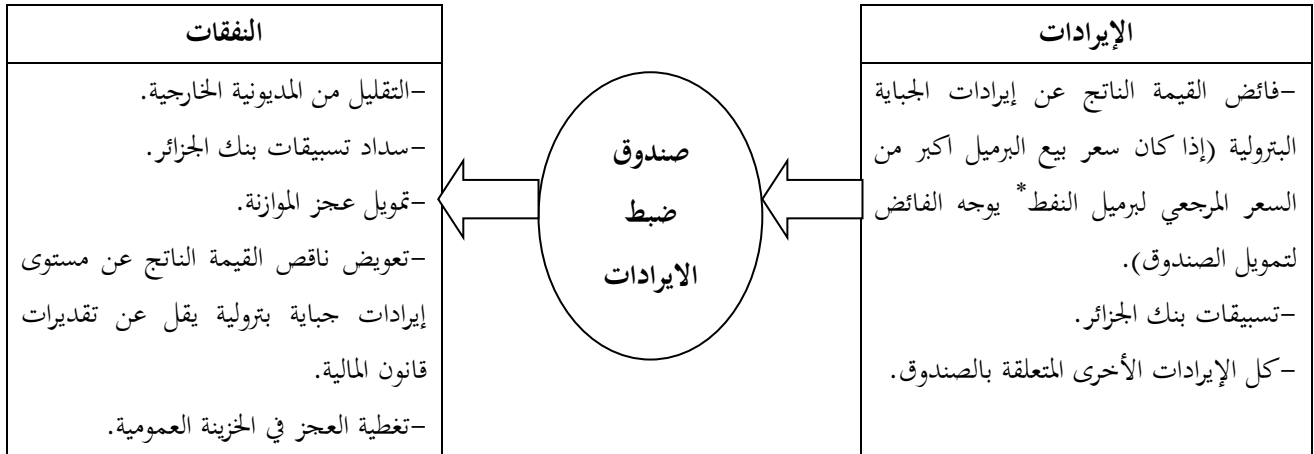 الإيرادات
-فائض القيمة الناتج عن إيرادات الجباية
البترولية (إذا كان سعر بيع البرميل اكبر من
السعر المرجعي لبرميل النفط* يوجه الفائض
لتمويل الصندوق).
-تسبيقات بنك الجزائر.
-كل الإيرادات الأخرى المتعلقة بالصندوق.
صندوق
ضبط
الايرادات
النفقات
-التقليل من المديونية الخارجية.
-سداد تسبيقات بنك الجزائر.
-تمويل عجز الموازنة.
-تعويض ناقص القيمة الناتج عن مستوى
إيرادات جباية بترولية يقل عن تقديرات
قانون المالية.
-تغطية العجز في الخزينة العمومية.